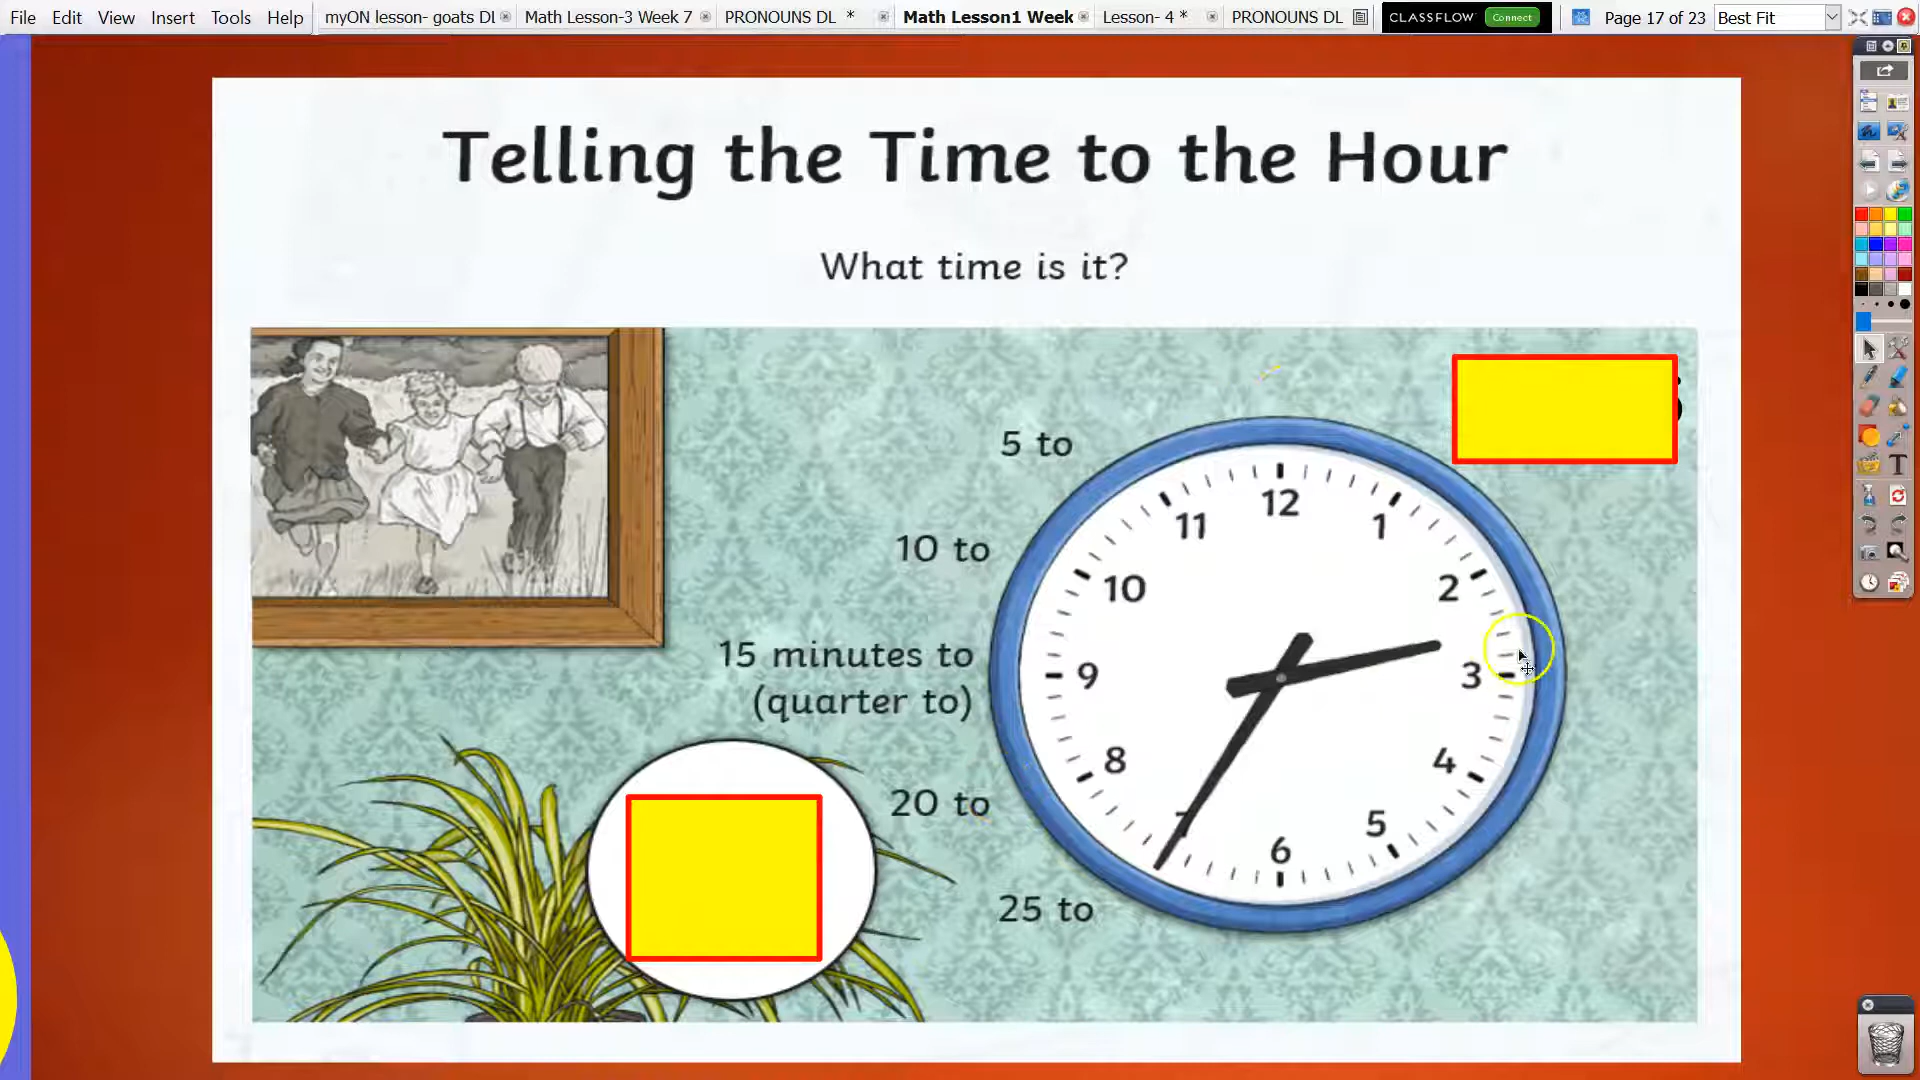 File Edit View Insert Tools Help myON lesson- goats DL Math Lesson-3 Week 7 PRONOUNS DL * Math Lesson1 Week Lesson- 4 * PRONOUNS DL CLASSFLOW Connect Page 17 of 23 Best Fit
Telling the Time to the Hour
What time is it?
5 to
10 to
15 minutes to
(quarter to)
20 to
25 to
12
11 1
10 2
9 3
8 4
7 5
6
T